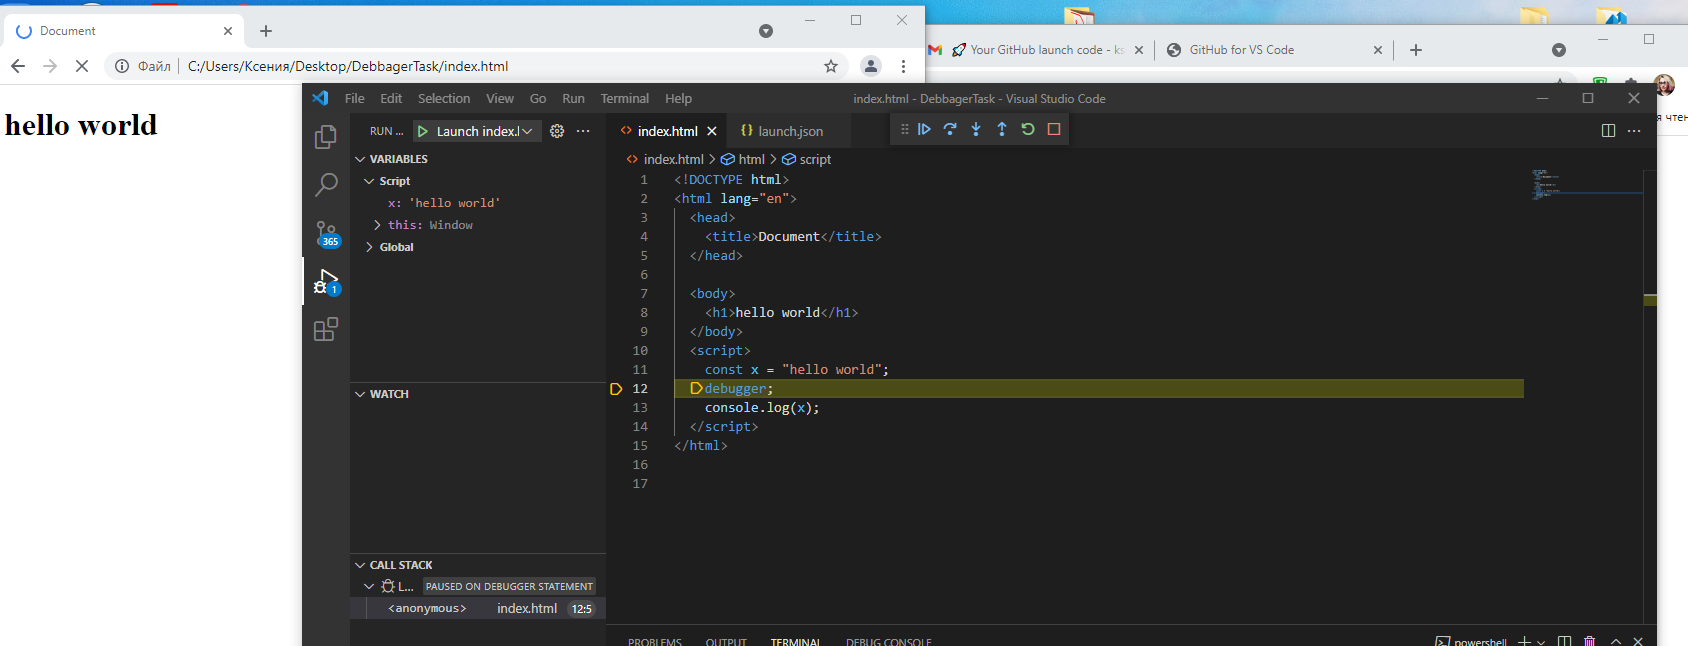 Document
Файл C:/Users/Ксения/Desktop/DebbagerTask/index.html
hello world
Your GitHub launch code - ks
GitHub for VS Code
я чтен
File Edit Selection View Go Run Terminal Help
index.html - DebbagerTask - Visual Studio Code
RUN ... Launch index.l
index.html
launch.json
VARIABLES
Script
x: 'hello world'
this: Window
Global
365
1
WATCH
CALL STACK
L... PAUSED ON DEBUGGER STATEMENT
<anonymous> index.html 12:5
index.html > html > script
1 <!DOCTYPE html>
2 <html lang="en">
3 <head>
4 <title>Document</title>
5 </head>
6
7 <body>
8 <h1>hello world</h1>
9 </body>
10 <script>
11 const x = "hello world";
12 debugger;
13 console.log(x);
14 </script>
15 </html>
16
17
PROBLEMS OUTPUT TERMINAL DEBUG CONSOLE
powershell